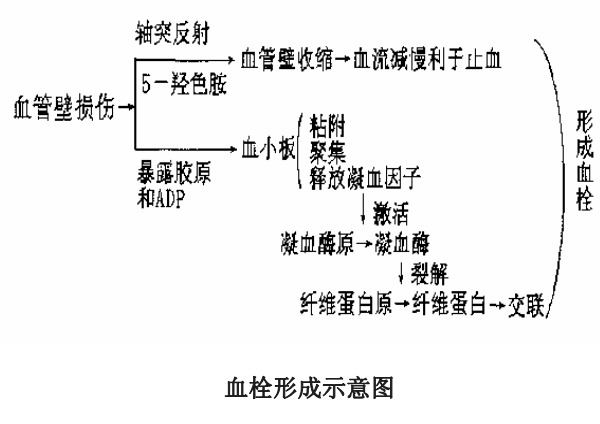 轴突反射
血管壁收缩→血流减慢利于止血
5－羟色胺
血管壁损伤→
血小板
粘附
聚集
释放凝血因子
暴露胶原
和ADP
↓激活
凝血酶原→凝血酶
↓裂解
纤维蛋白原→纤维蛋白→交联
形成血栓
血栓形成示意图